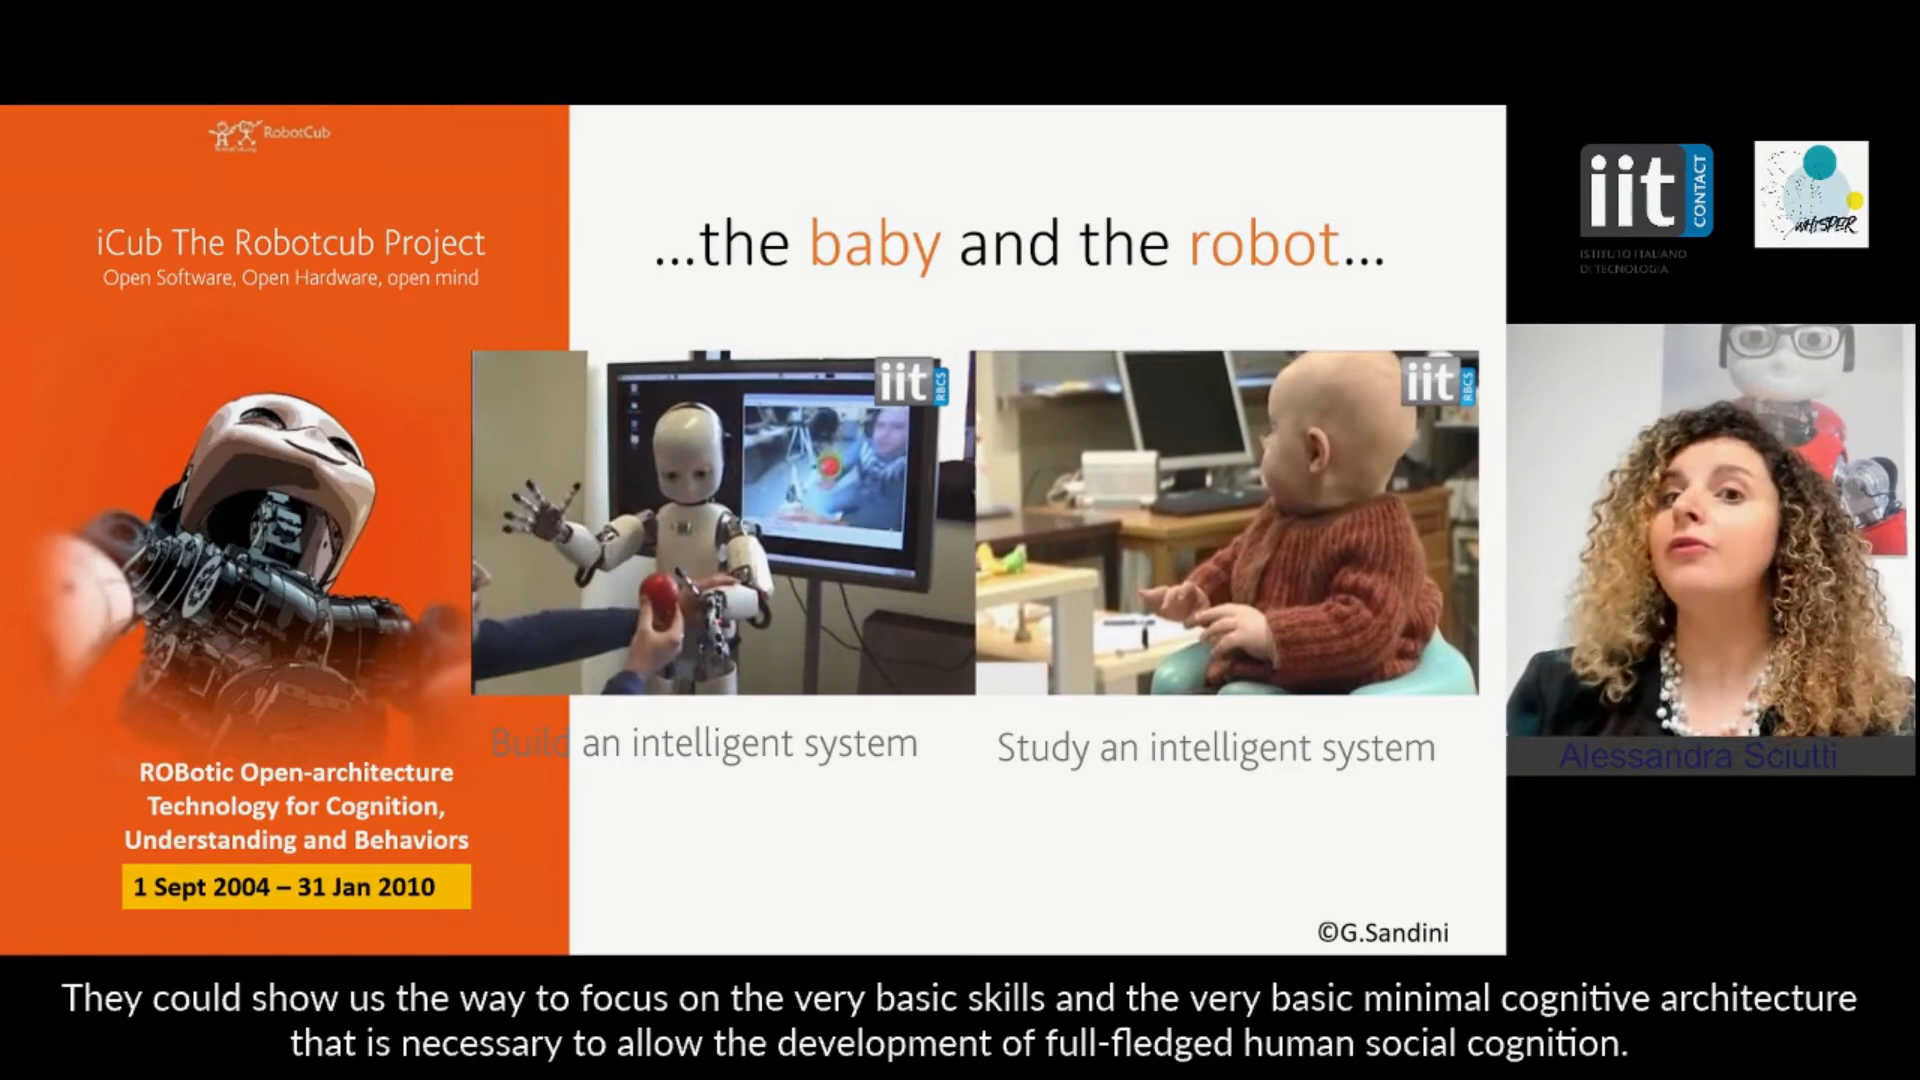 RobotCub
iCub The Robotcub Project
Open Software, Open Hardware, open mind
...the baby and the robot...
iit
CONTACT
ISTITUTO ITALIANO
DI TECNOLOGIA
WHISPER
iit
RBCS
iit
RBCS
Build an intelligent system
Study an intelligent system
Alessandra Sciutti
ROBotic Open-architecture
Technology for Cognition,
Understanding and Behaviors
1 Sept 2004 – 31 Jan 2010
©G.Sandini
They could show us the way to focus on the very basic skills and the very basic minimal cognitive architecture
that is necessary to allow the development of full-fledged human social cognition.